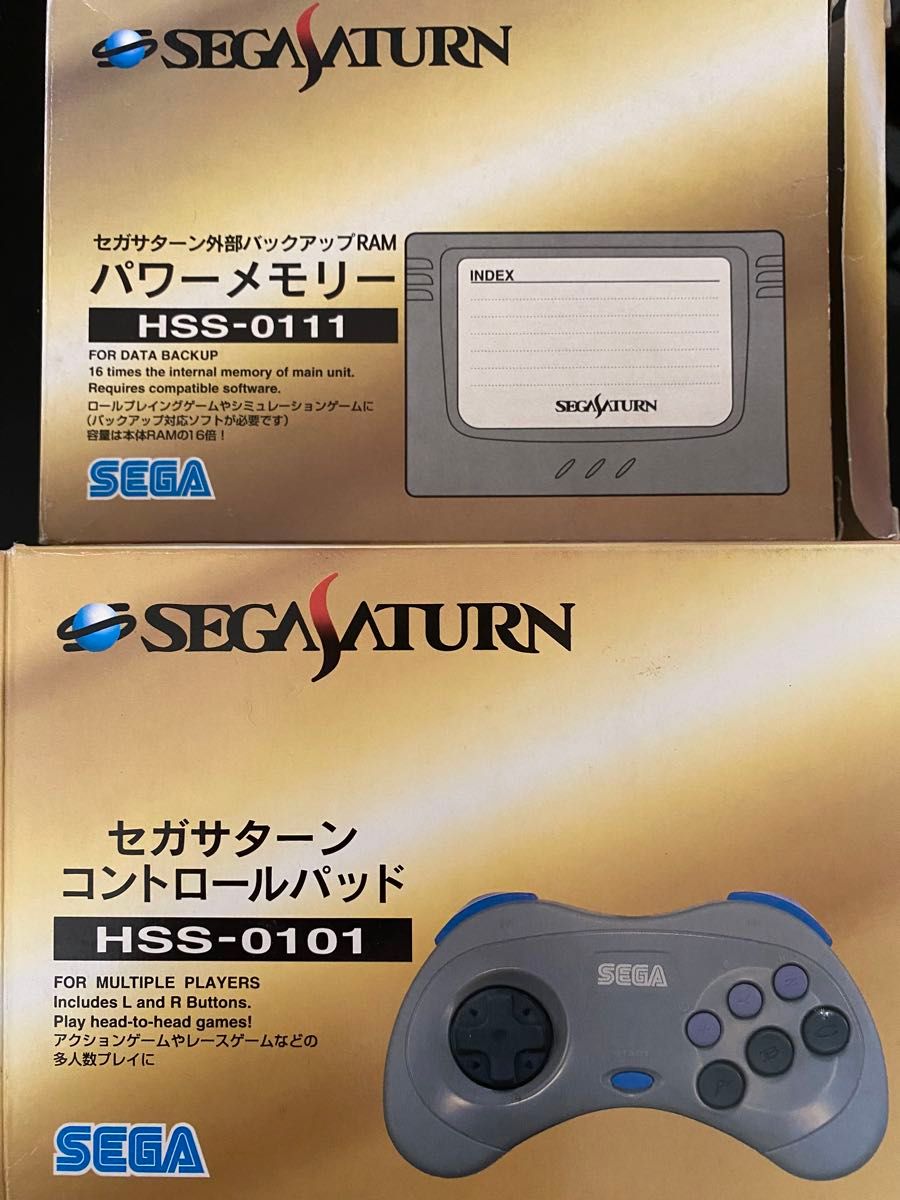 SEGA SATURN
セガサターン外部バックアップRAM
パワーメモリー
HSS-0111
FOR DATA BACKUP
16 times the internal memory of main unit.
Requires compatible software.
ロールプレイングゲームやシミュレーションゲームに
(バックアップ対応ソフトが必要です)
容量は本体RAMの16倍!
SEGA
INDEX
SEGA SATURN
SEGA SATURN
セガサターン
コントロールパッド
HSS-0101
FOR MULTIPLE PLAYERS
Includes L and R Buttons.
Play head-to-head games!
アクションゲームやレースゲームなどの
多人数プレイに
SEGA
SEGA
X Y Z
A B C